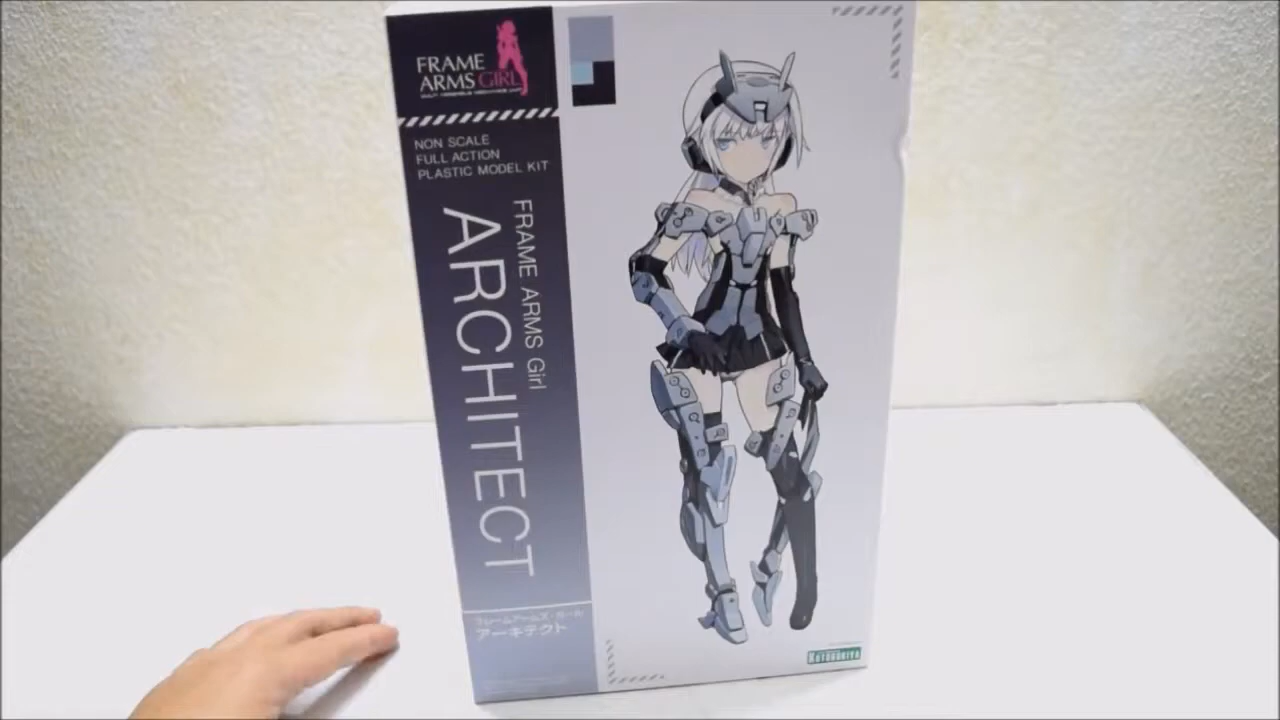 FRAME
ARMS GIRL
NON SCALE
FULL ACTION
PLASTIC MODEL KIT
FRAME ARMS Girl
ARCHITECT
フレームアームズ・ガール
アーキテクト
KOTOBUKIYA